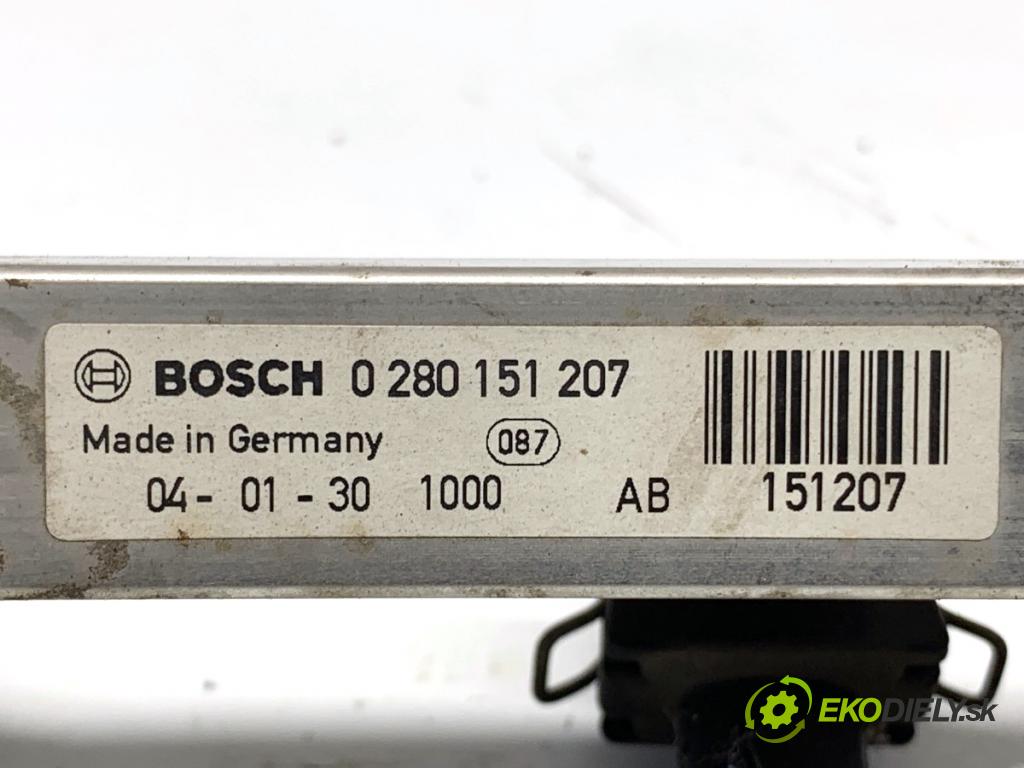 BOSCH 0 280 151 207
Made in Germany 087
04-01-30 1000 AB 151207
EKODIELY.sk